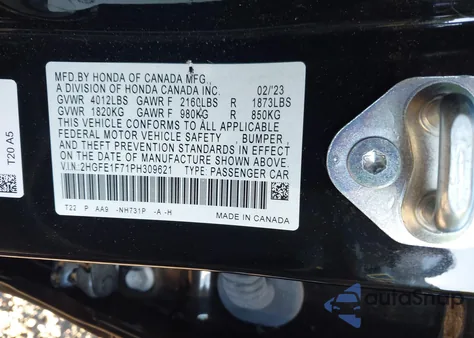 MFD.BY HONDA OF CANADA MFG.,
A DIVISION OF HONDA CANADA INC. 02/'23
GVWR 4012LBS GAWR F 2160LBS R 1873LBS
GVWR 1820KG GAWR F 980KG R 850KG
THIS VEHICLE CONFORMS TO ALL APPLICABLE
FEDERAL MOTOR VEHICLE SAFETY , BUMPER ,
& THEFT PREVENTION STANDARDS IN EFFECT
ON THE DATE OF MANUFACTURE SHOWN ABOVE.
V.I.N. 2HGFE1F71PH309621 TYPE PASSENGER CAR
T22 P AA9 -NH731P -A -H
MADE IN CANADA
T20 A5
autoSnap